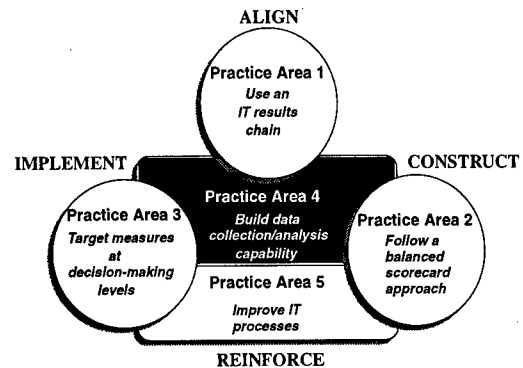 ALIGN
Practice Area 1
Use an
IT results
chain
IMPLEMENT
CONSTRUCT
Practice Area 4
Build data
collection/analysis
capability
Practice Area 3
Target measures
at
decision-making
levels
Practice Area 2
Follow a
balanced
scorecard
approach
Practice Area 5
Improve IT
processes
REINFORCE